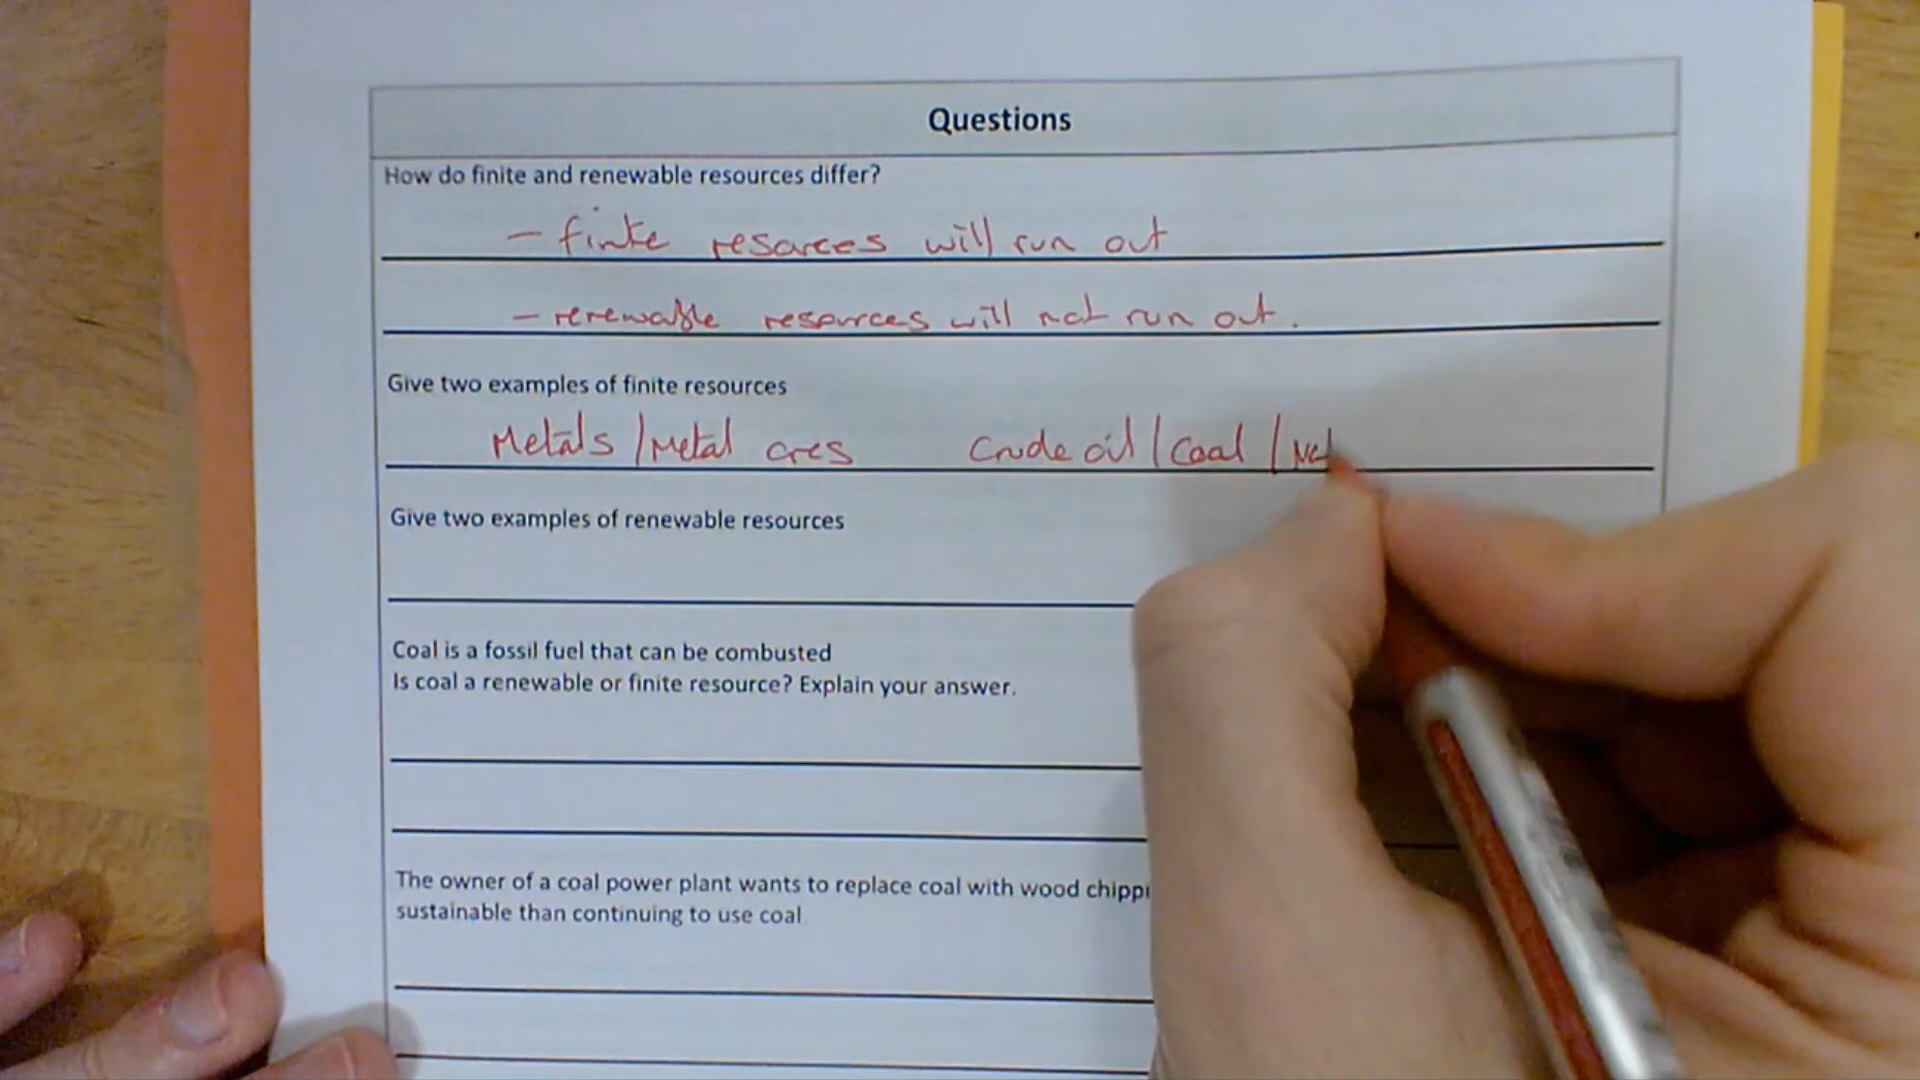 Questions
How do finite and renewable resources differ?
- finite resources will run out
- renewable resources will not run out.
Give two examples of finite resources
Metals / Metal ores    Crude oil / Coal / Nat
Give two examples of renewable resources
Coal is a fossil fuel that can be combusted
Is coal a renewable or finite resource? Explain your answer.
The owner of a coal power plant wants to replace coal with wood chippi
sustainable than continuing to use coal